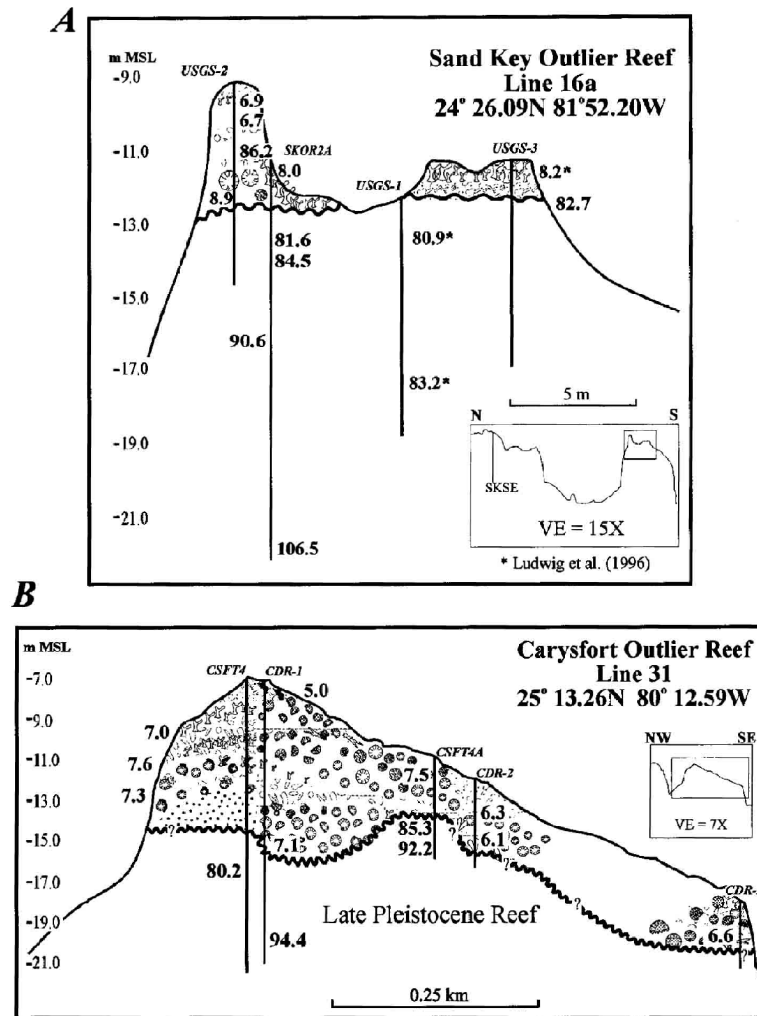 A
m MSL
Sand Key Outlier Reef
Line 16a
24° 26.09N 81°52.20W
-9.0
-11.0
-13.0
-15.0
-17.0
-19.0
-21.0
USGS-2
6.9
6.7
86.2
8.9
SKOR2A
8.0
81.6
84.5
90.6
106.5
USGS-1
80.9*
83.2*
USGS-3
8.2*
82.7
5 m
N S
SKSE
VE = 15X
* Ludwig et al. (1996)
B
m MSL
Carysfort Outlier Reef
Line 31
25° 13.26N 80° 12.59W
-7.0
-9.0
-11.0
-13.0
-15.0
-17.0
-19.0
-21.0
CSFT4 CDR-1
5.0
7.0
7.6
7.3
r
r
r
?
7.1
80.2
94.4
CSFT4A
7.5
85.3
92.2
?
CDR-2
6.3
6.1
?
?
6.6
?
Late Pleistocene Reef
0.25 km
NW SE
VE = 7X